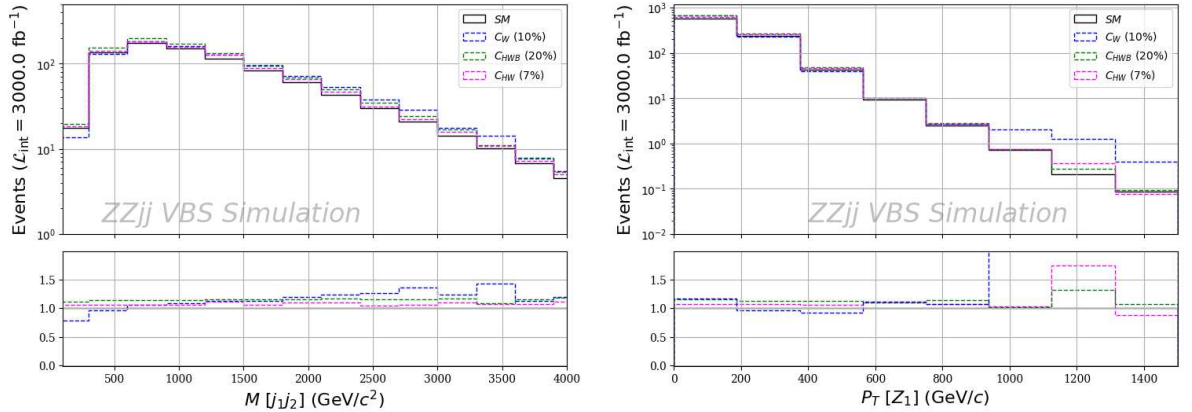 Events (ℒint = 3000.0 fb⁻¹)
10²
10¹
10⁰
SM
C_W (10%)
C_HWB (20%)
C_HW (7%)
ZZjj VBS Simulation
1.5
1.0
0.5
0.0
500 1000 1500 2000 2500 3000 3500 4000
M [j₁j₂] (GeV/c²)
Events (ℒint = 3000.0 fb⁻¹)
10³
10²
10¹
10⁰
10⁻¹
10⁻²
SM
C_W (10%)
C_HWB (20%)
C_HW (7%)
ZZjj VBS Simulation
1.5
1.0
0.5
0.0
0 200 400 600 800 1000 1200 1400
P_T [Z₁] (GeV/c)